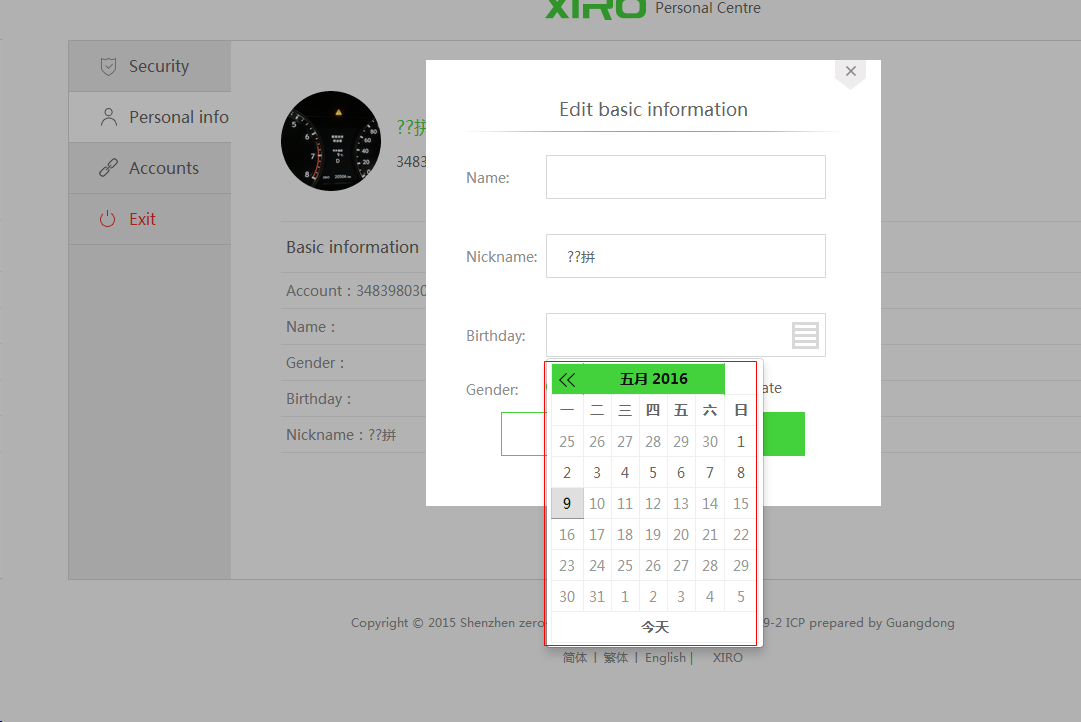 XIRO Personal Centre
Security
Personal info
Accounts
Exit
??拼
3483
Basic information
Account : 348398030
Name :
Gender :
Birthday :
Nickname : ??拼
Edit basic information
Name:
Nickname: ??拼
Birthday:
Gender: ate
五月 2016
一 二 三 四 五 六 日
25 26 27 28 29 30 1
2 3 4 5 6 7 8
9 10 11 12 13 14 15
16 17 18 19 20 21 22
23 24 25 26 27 28 29
30 31 1 2 3 4 5
今天
Copyright © 2015 Shenzhen zero- 9-2 ICP prepared by Guangdong
简体 | 繁体 | English | XIRO